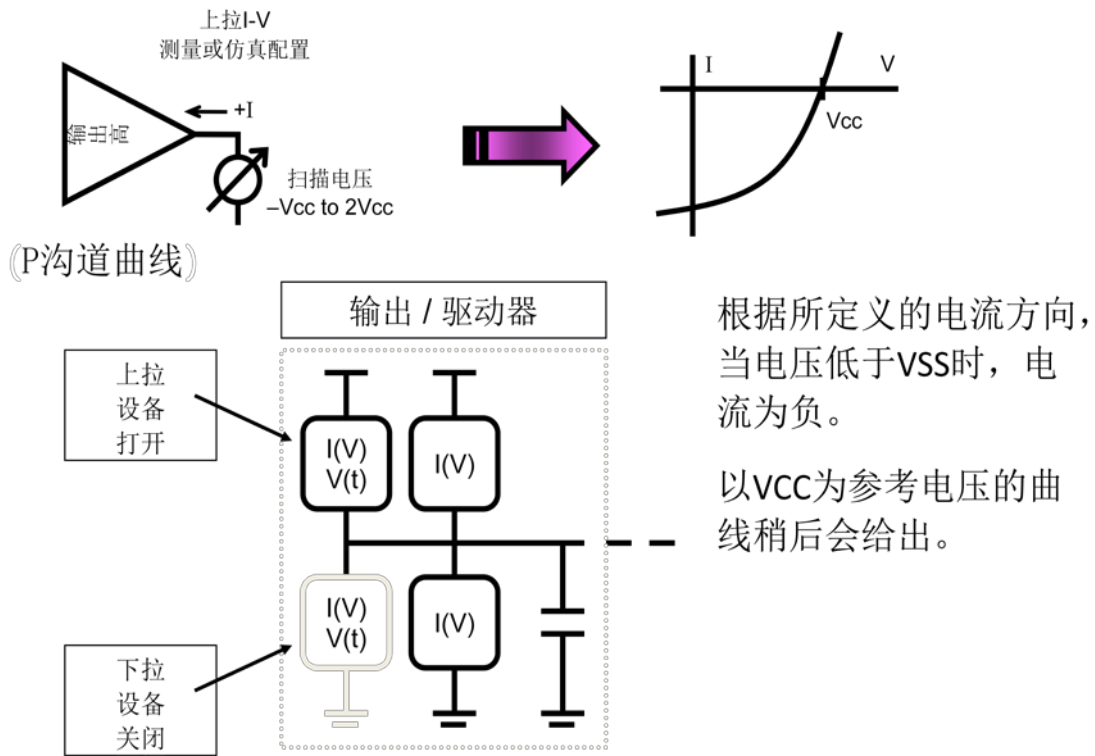 上拉I-V
测量或仿真配置
+I
输出高
扫描电压
–Vcc to 2Vcc
I
V
Vcc
(P沟道曲线)
输出 / 驱动器
上拉
设备
打开
I(V)
V(t)
I(V)
I(V)
V(t)
I(V)
下拉
设备
关闭
根据所定义的电流方向，
当电压低于VSS时，电
流为负。
以VCC为参考电压的曲
线稍后会给出。